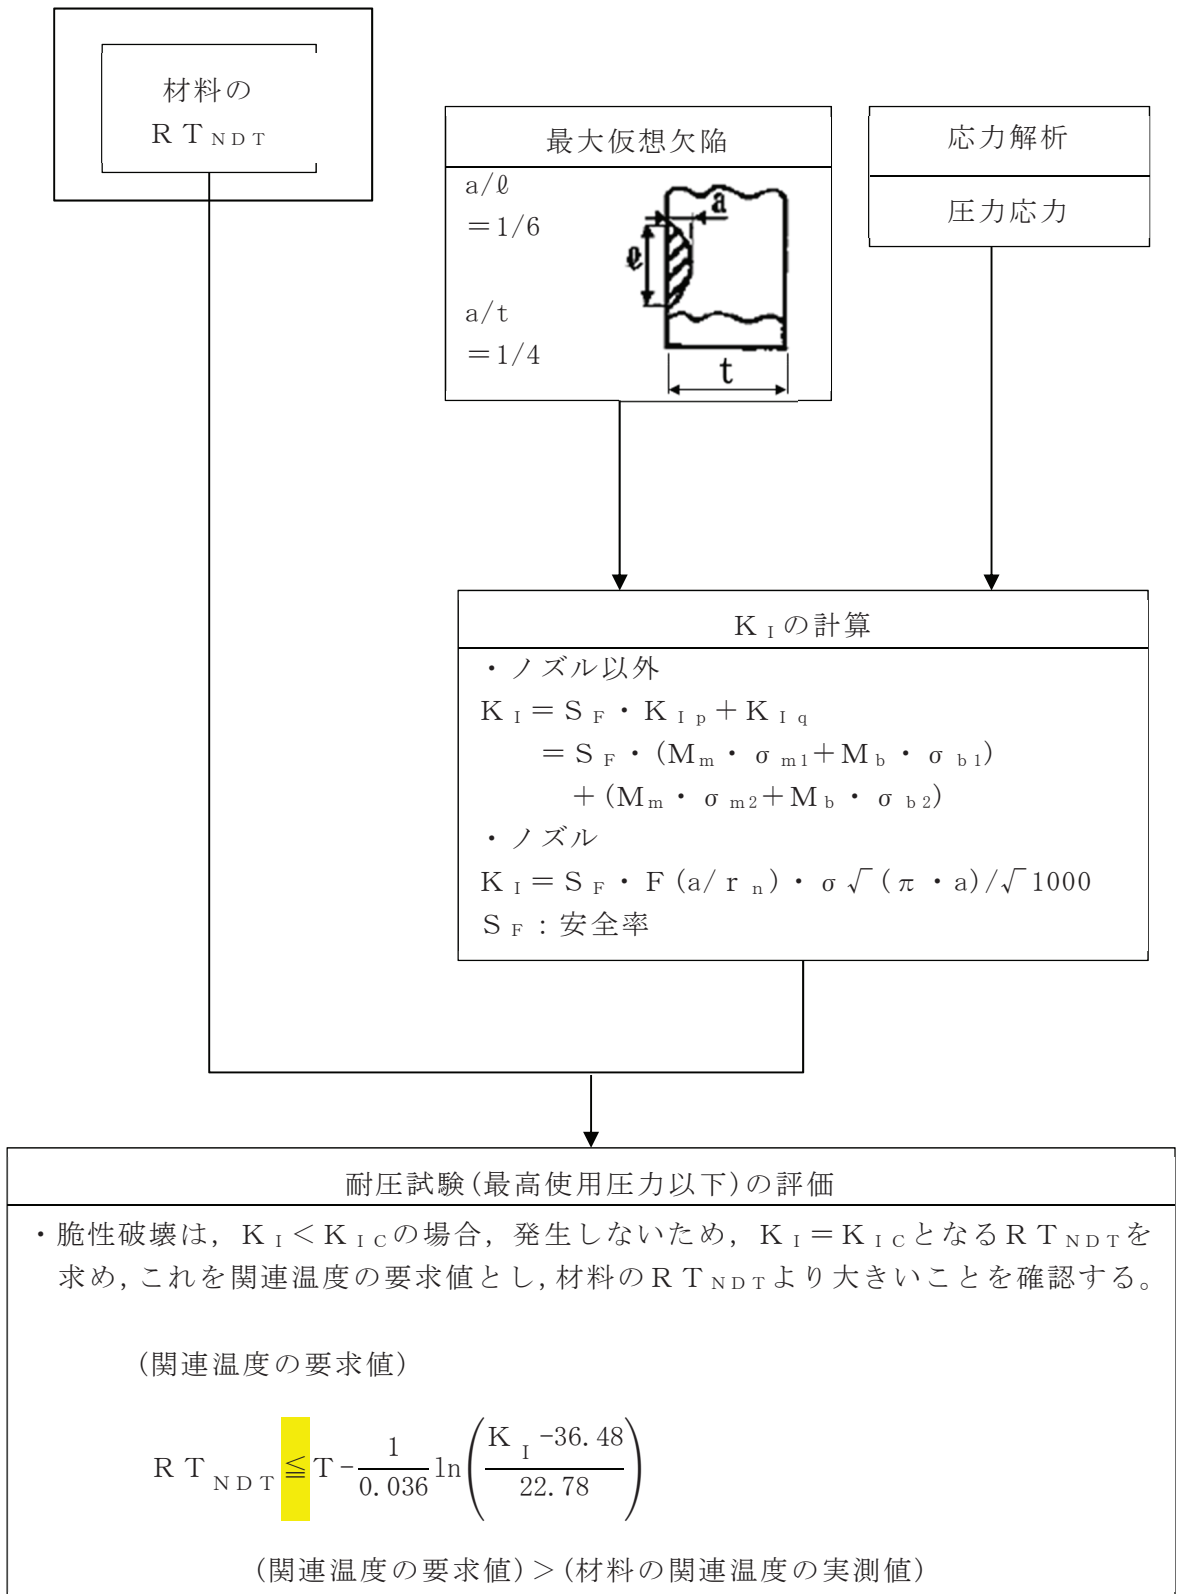 材料の
ＲＴNDT
最大仮想欠陥
a/ℓ
＝1/6
a/t
＝1/4
a
ℓ
t
応力解析
圧力応力
ＫIの計算
・ノズル以外
ＫI＝ＳF・ＫIp＋ＫIq
＝ＳF・(Ｍm・σm1＋Ｍb・σb1)
＋(Ｍm・σm2＋Ｍb・σb2)
・ノズル
ＫI＝ＳF・Ｆ(a/rn)・σ√(π・a)/√1000
ＳF：安全率
耐圧試験(最高使用圧力以下)の評価
・脆性破壊は，ＫI＜ＫICの場合，発生しないため，ＫI＝ＫICとなるＲＴNDTを
求め，これを関連温度の要求値とし，材料のＲＴNDTより大きいことを確認する。
(関連温度の要求値)
ＲＴNDT≦Ｔ-1/0.036 ln((ＫI-36.48)/22.78)
(関連温度の要求値)＞(材料の関連温度の実測値)